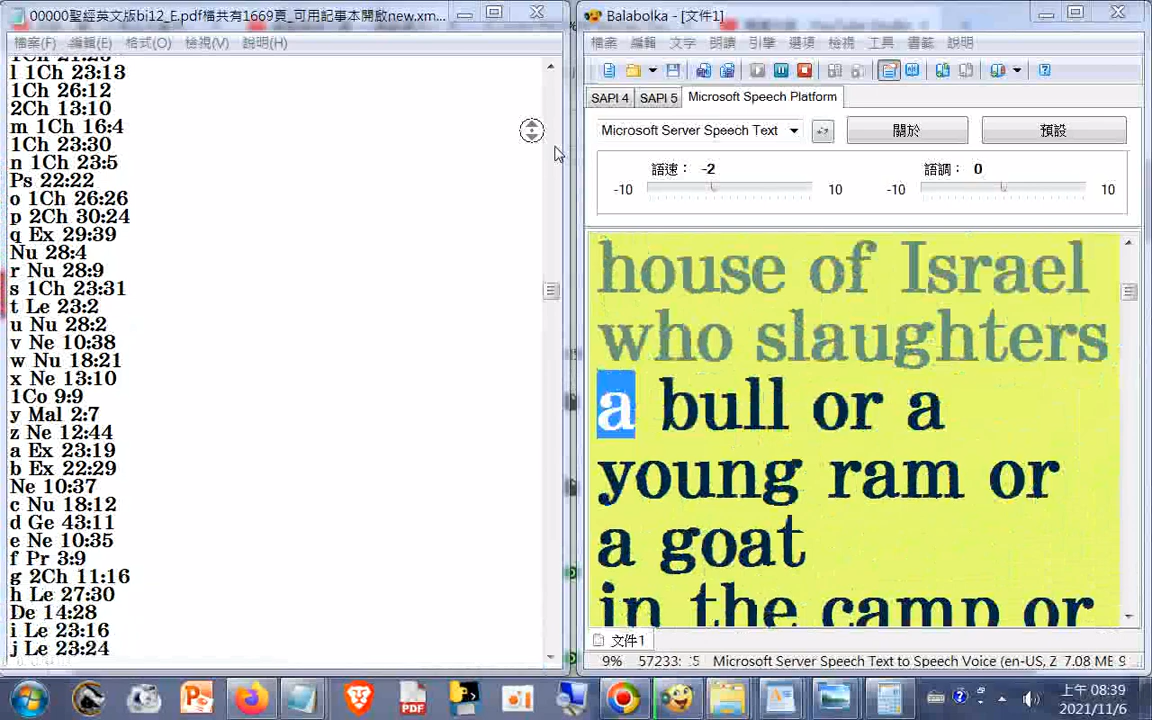 00000聖經英文版bi12_E.pdf檔共有1669頁_可用記事本開啟new.xm...
檔案(F) 編輯(E) 格式(O) 檢視(V) 說明(H)
1Ch 21:26
l 1Ch 23:13
1Ch 26:12
2Ch 13:10
m 1Ch 16:4
1Ch 23:30
n 1Ch 23:5
Ps 22:22
o 1Ch 26:26
p 2Ch 30:24
q Ex 29:39
Nu 28:4
r Nu 28:9
s 1Ch 23:31
t Le 23:2
u Nu 28:2
v Ne 10:38
w Nu 18:21
x Ne 13:10
1Co 9:9
y Mal 2:7
z Ne 12:44
a Ex 23:19
b Ex 22:29
Ne 10:37
c Nu 18:12
d Ge 43:11
e Ne 10:35
f Pr 3:9
g 2Ch 11:16
h Le 27:30
De 14:28
i Le 23:16
j Le 23:24
Balabolka - [文件1]
檔案 編輯 文字 朗讀 引擎 選項 檢視 工具 書籤 說明
SAPI 4 SAPI 5 Microsoft Speech Platform
Microsoft Server Speech Text 關於 預設
語速： -2 語調： 0
-10 10 -10 10
house of Israel
who slaughters
a bull or a
young ram or
a goat
in the camp or
文件1
9% 57233: :5 Microsoft Server Speech Text to Speech Voice (en-US, Z 7.08 MB 9
上午 08:39
2021/11/6